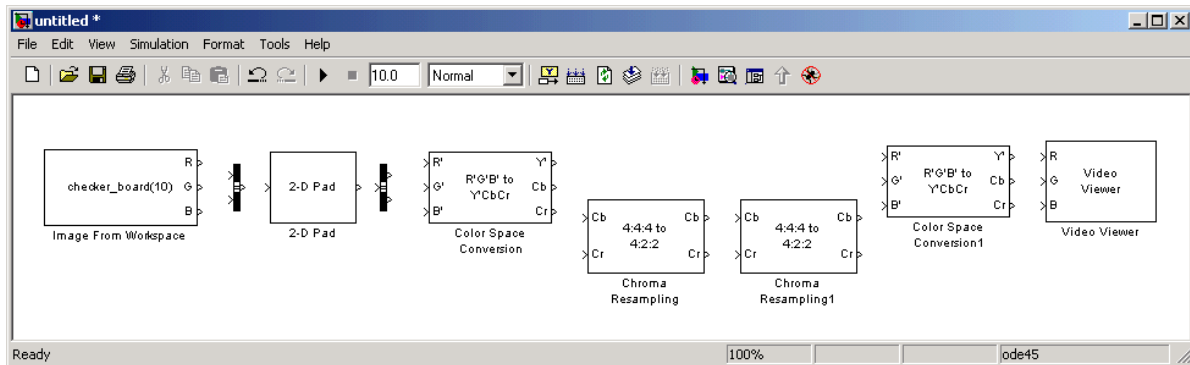 untitled *
File Edit View Simulation Format Tools Help
10.0 Normal
R
checker_board(10) G
B
Image From Workspace
2-D Pad
2-D Pad
R' Y'
G' R'G'B' to Y'CbCr Cb
B' Cr
Color Space
Conversion
Cb 4:4:4 to Cb
Cr 4:2:2 Cr
Chroma
Resampling
Cb 4:4:4 to Cb
Cr 4:2:2 Cr
Chroma
Resampling1
R' Y'
G' R'G'B' to Y'CbCr Cb
B' Cr
Color Space
Conversion1
R
G Video Viewer
B
Video Viewer
Ready 100% ode45